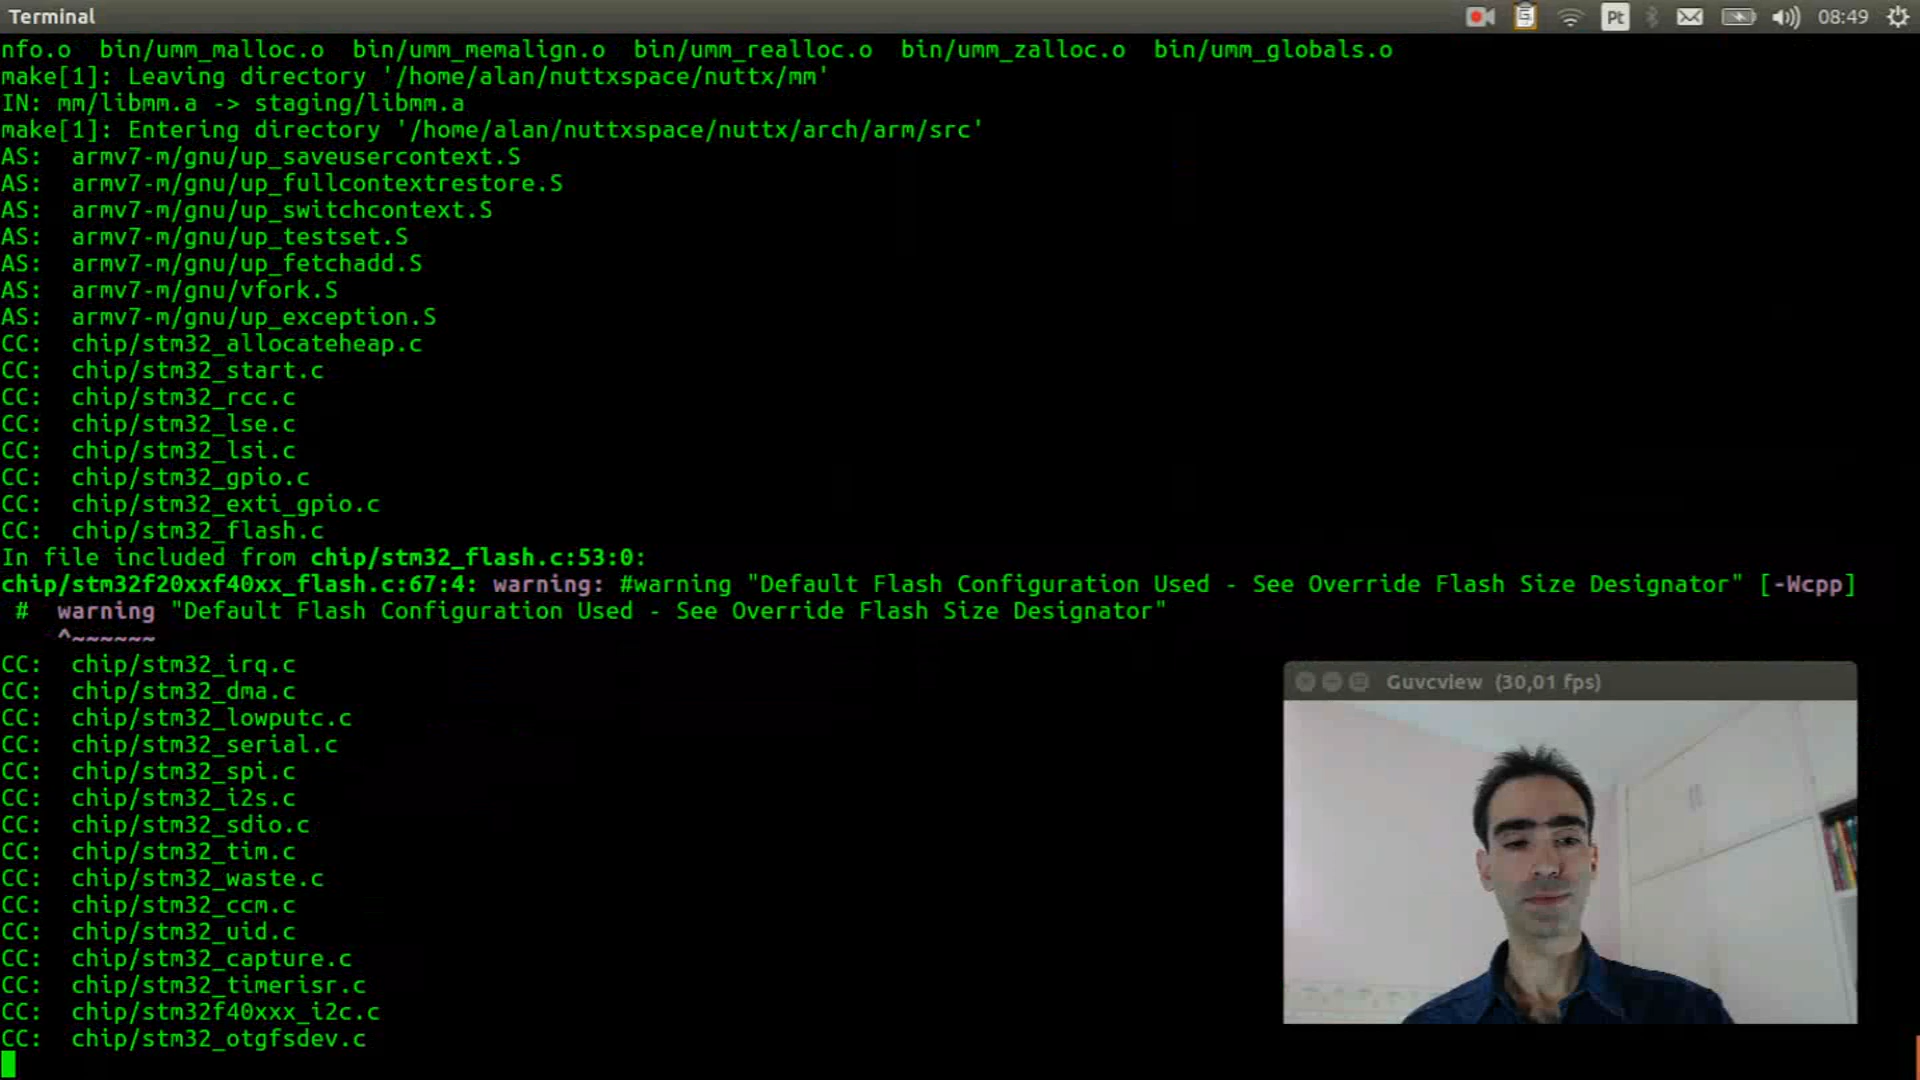 Terminal
Pt
08:49
nfo.o  bin/umm_malloc.o  bin/umm_memalign.o  bin/umm_realloc.o  bin/umm_zalloc.o  bin/umm_globals.o
make[1]: Leaving directory '/home/alan/nuttxspace/nuttx/mm'
IN: mm/libmm.a -> staging/libmm.a
make[1]: Entering directory '/home/alan/nuttxspace/nuttx/arch/arm/src'
AS:  armv7-m/gnu/up_saveusercontext.S
AS:  armv7-m/gnu/up_fullcontextrestore.S
AS:  armv7-m/gnu/up_switchcontext.S
AS:  armv7-m/gnu/up_testset.S
AS:  armv7-m/gnu/up_fetchadd.S
AS:  armv7-m/gnu/vfork.S
AS:  armv7-m/gnu/up_exception.S
CC:  chip/stm32_allocateheap.c
CC:  chip/stm32_start.c
CC:  chip/stm32_rcc.c
CC:  chip/stm32_lse.c
CC:  chip/stm32_lsi.c
CC:  chip/stm32_gpio.c
CC:  chip/stm32_exti_gpio.c
CC:  chip/stm32_flash.c
In file included from chip/stm32_flash.c:53:0:
chip/stm32f20xxf40xx_flash.c:67:4: warning: #warning "Default Flash Configuration Used - See Override Flash Size Designator" [-Wcpp]
 #  warning "Default Flash Configuration Used - See Override Flash Size Designator"
    ^~~~~~~
CC:  chip/stm32_irq.c
CC:  chip/stm32_dma.c
CC:  chip/stm32_lowputc.c
CC:  chip/stm32_serial.c
CC:  chip/stm32_spi.c
CC:  chip/stm32_i2s.c
CC:  chip/stm32_sdio.c
CC:  chip/stm32_tim.c
CC:  chip/stm32_waste.c
CC:  chip/stm32_ccm.c
CC:  chip/stm32_uid.c
CC:  chip/stm32_capture.c
CC:  chip/stm32_timerisr.c
CC:  chip/stm32f40xxx_i2c.c
CC:  chip/stm32_otgfsdev.c
Guvcview  (30,01 fps)